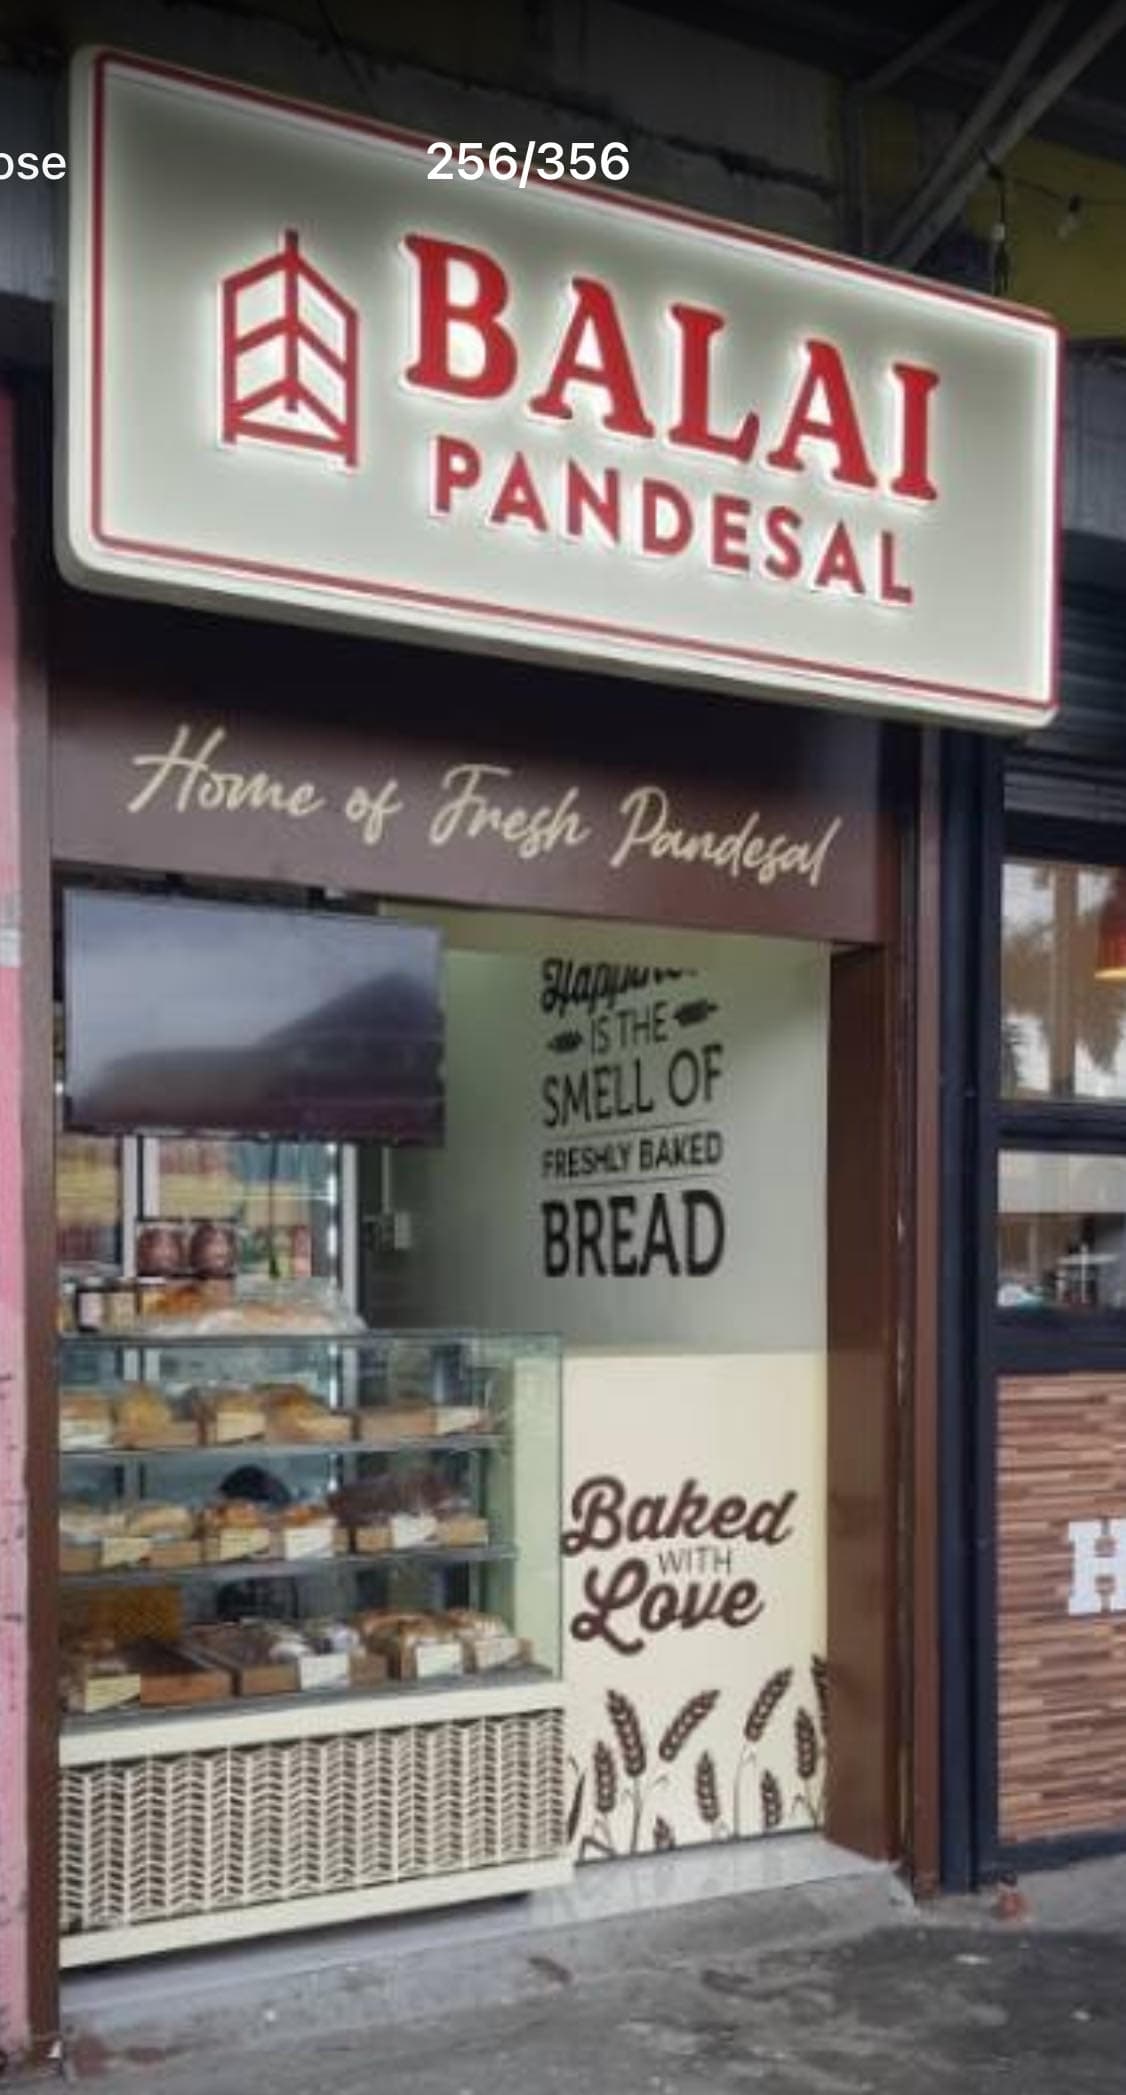 ose
256/356
BALAI
PANDESAL
Home of Fresh Pandesal
IS THE
SMELL OF
FRESHLY BAKED
BREAD
Baked
WITH
Love
H